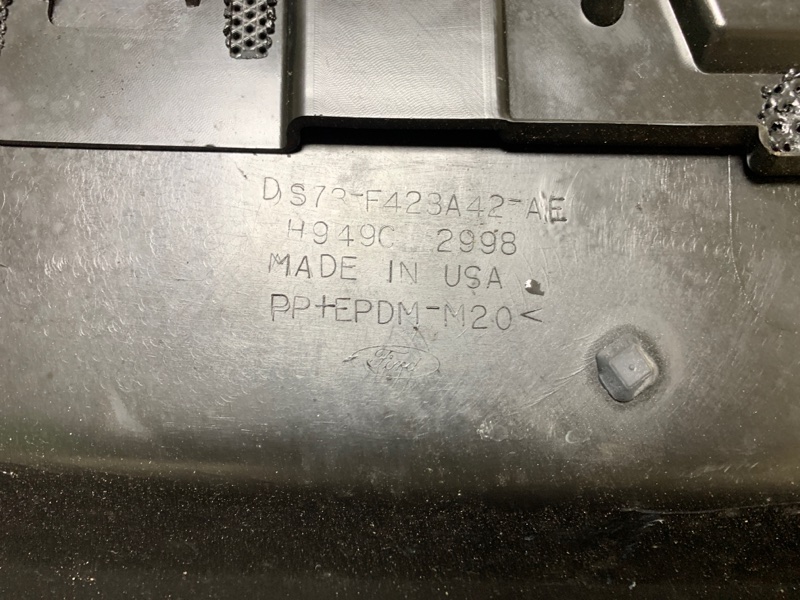 DS73-F423A42-AE
H949C 2998
MADE IN USA
PP+EPDM-M20<
Ford